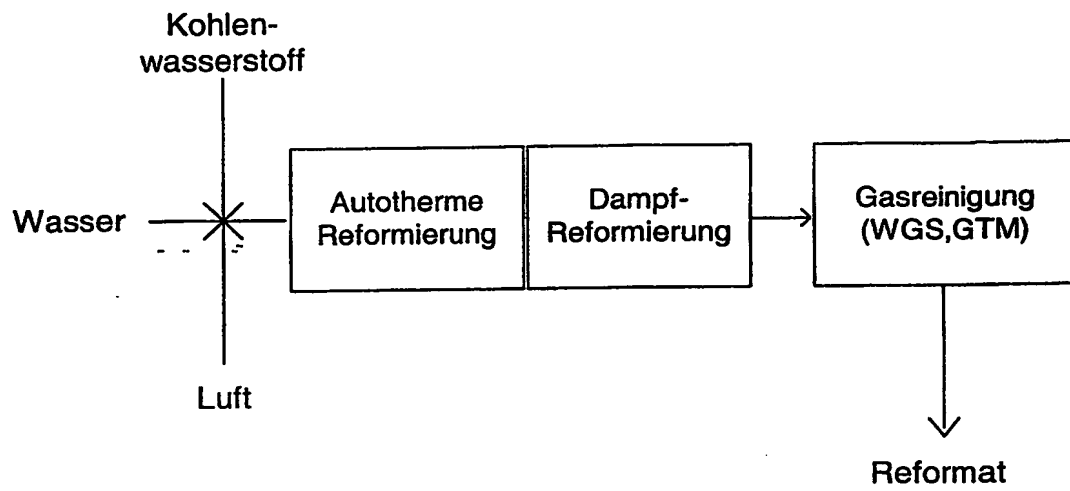 Kohlen-
wasserstoff
Wasser
Autotherme
Reformierung
Dampf-
Reformierung
Gasreinigung
(WGS,GTM)
Luft
Reformat